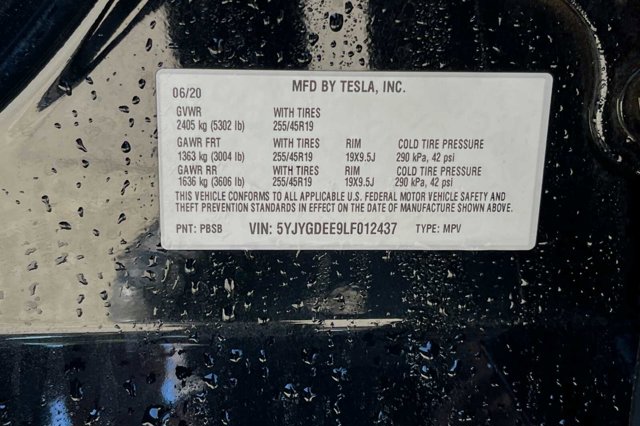 06/20 MFD BY TESLA, INC.
GVWR WITH TIRES
2405 kg (5302 lb) 255/45R19
GAWR FRT WITH TIRES RIM COLD TIRE PRESSURE
1363 kg (3004 lb) 255/45R19 19X9.5J 290 kPa, 42 psi
GAWR RR WITH TIRES RIM COLD TIRE PRESSURE
1636 kg (3606 lb) 255/45R19 19X9.5J 290 kPa, 42 psi
THIS VEHICLE CONFORMS TO ALL APPLICABLE U.S. FEDERAL MOTOR VEHICLE SAFETY AND
THEFT PREVENTION STANDARDS IN EFFECT ON THE DATE OF MANUFACTURE SHOWN ABOVE.
PNT: PBSB VIN: 5YJYGDEE9LF012437 TYPE: MPV